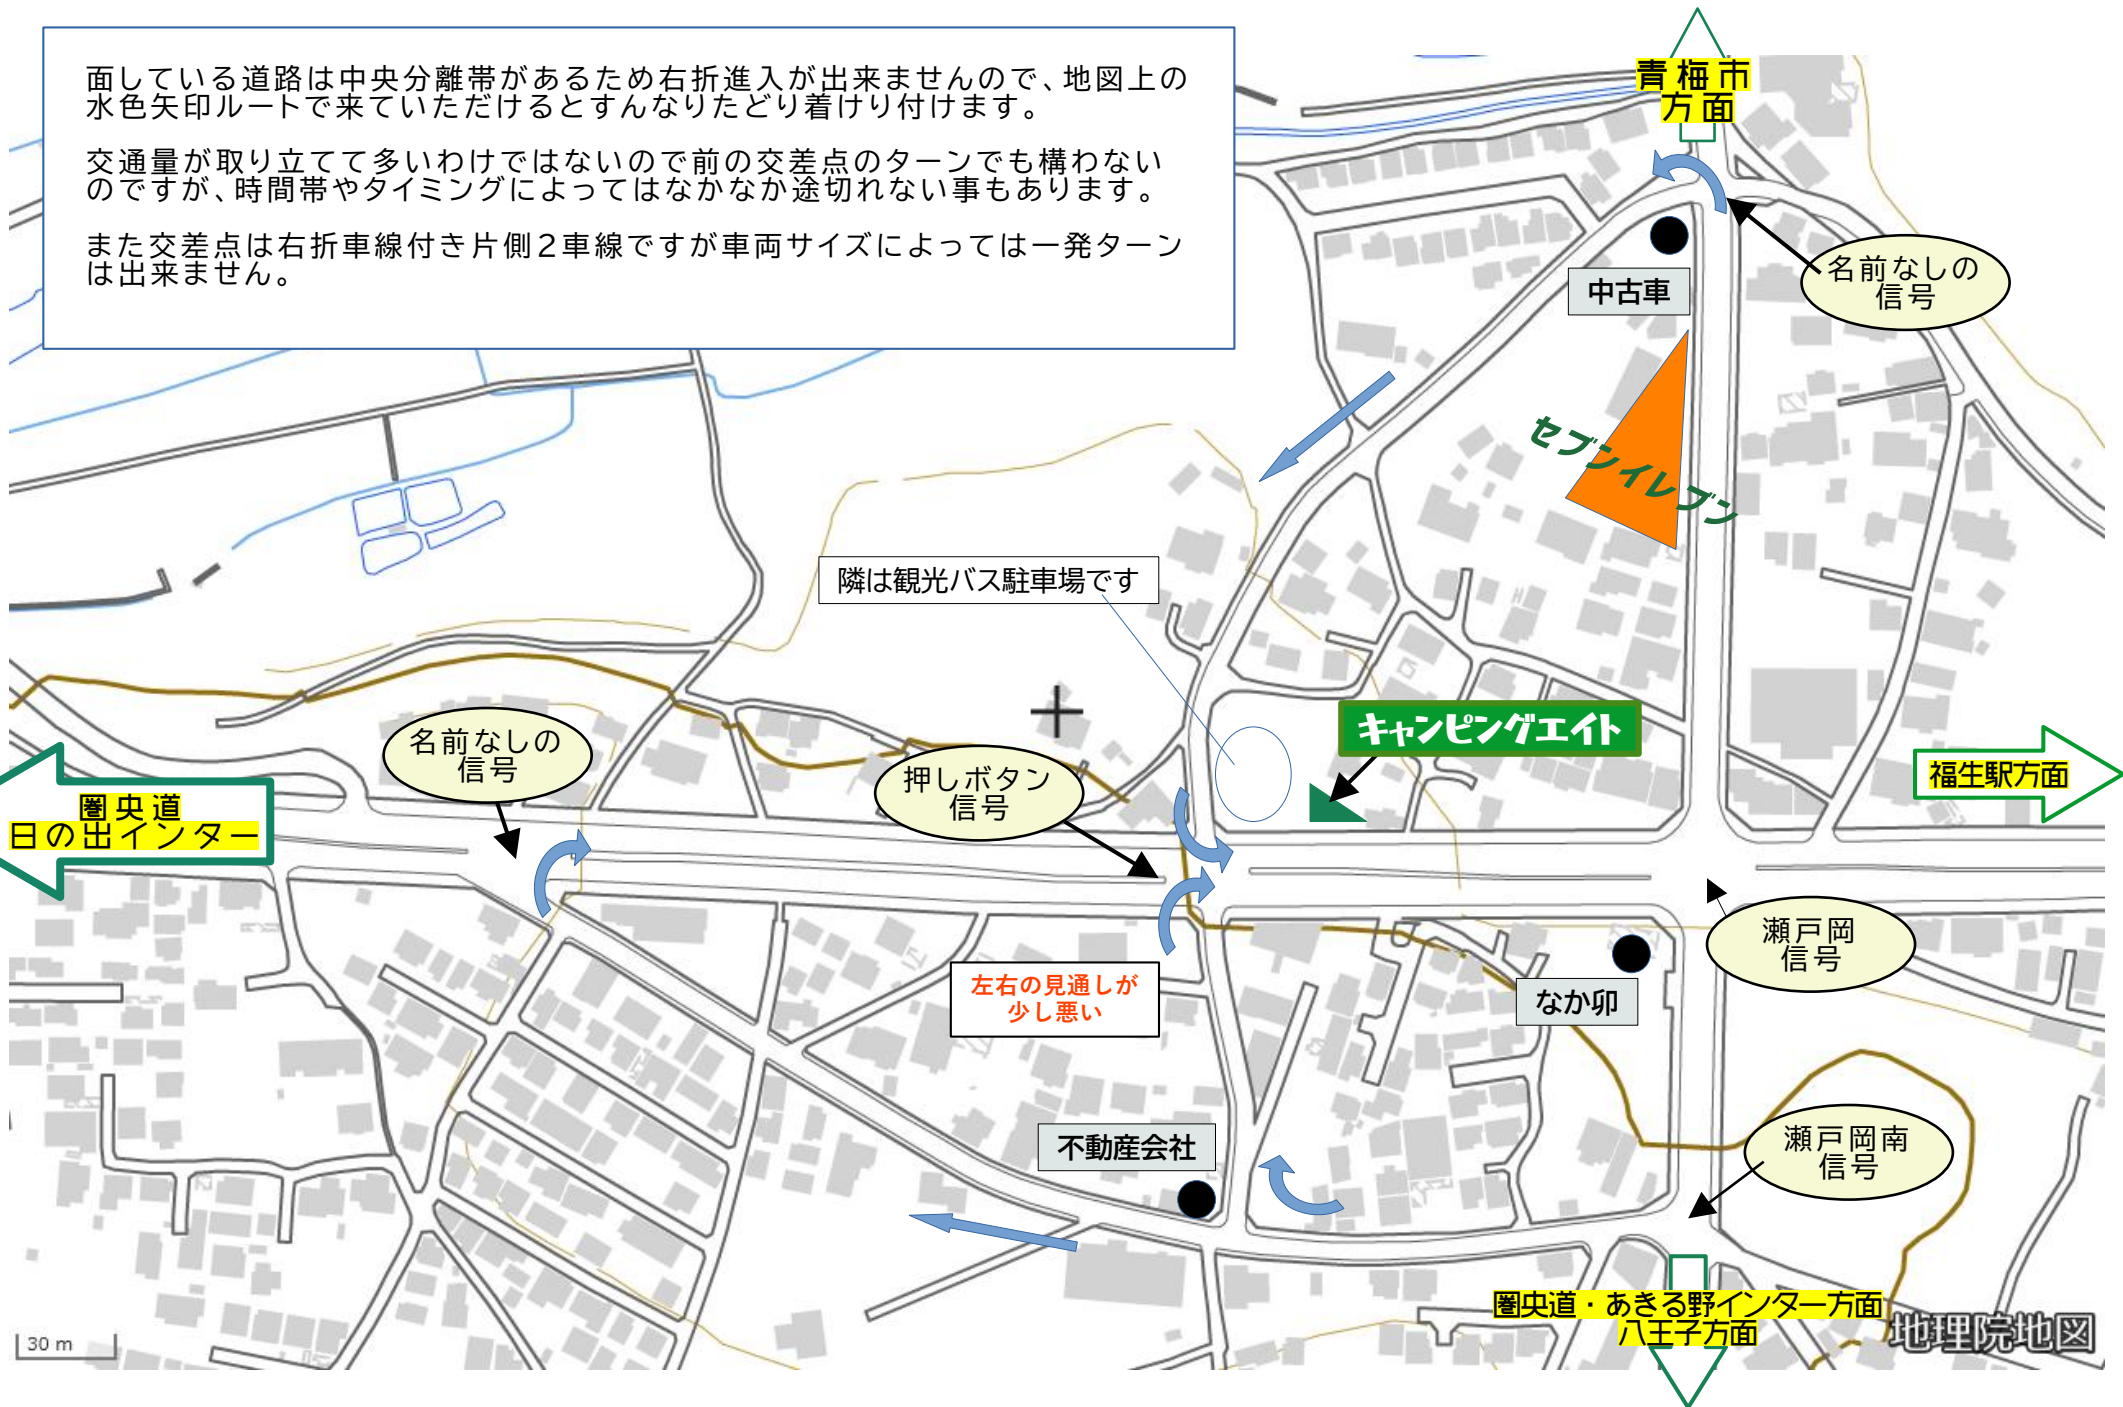 面している道路は中央分離帯があるため右折進入が出来ませんので、地図上の
水色矢印ルートで来ていただけるとすんなりたどり着けり付けます。
交通量が取り立てて多いわけではないので前の交差点のターンでも構わない
のですが、時間帯やタイミングによってはなかなか途切れない事もあります。
また交差点は右折車線付き片側２車線ですが車両サイズによっては一発ターン
は出来ません。
青梅市
方面
名前なしの
信号
中古車
セブンイレブン
隣は観光バス駐車場です
キャンピングエイト
名前なしの
信号
押しボタン
信号
福生駅方面
圏央道
日の出インター
瀬戸岡
信号
左右の見通しが
少し悪い
なか卯
不動産会社
瀬戸岡南
信号
圏央道・あきる野インター方面
八王子方面
30 m
地理院地図